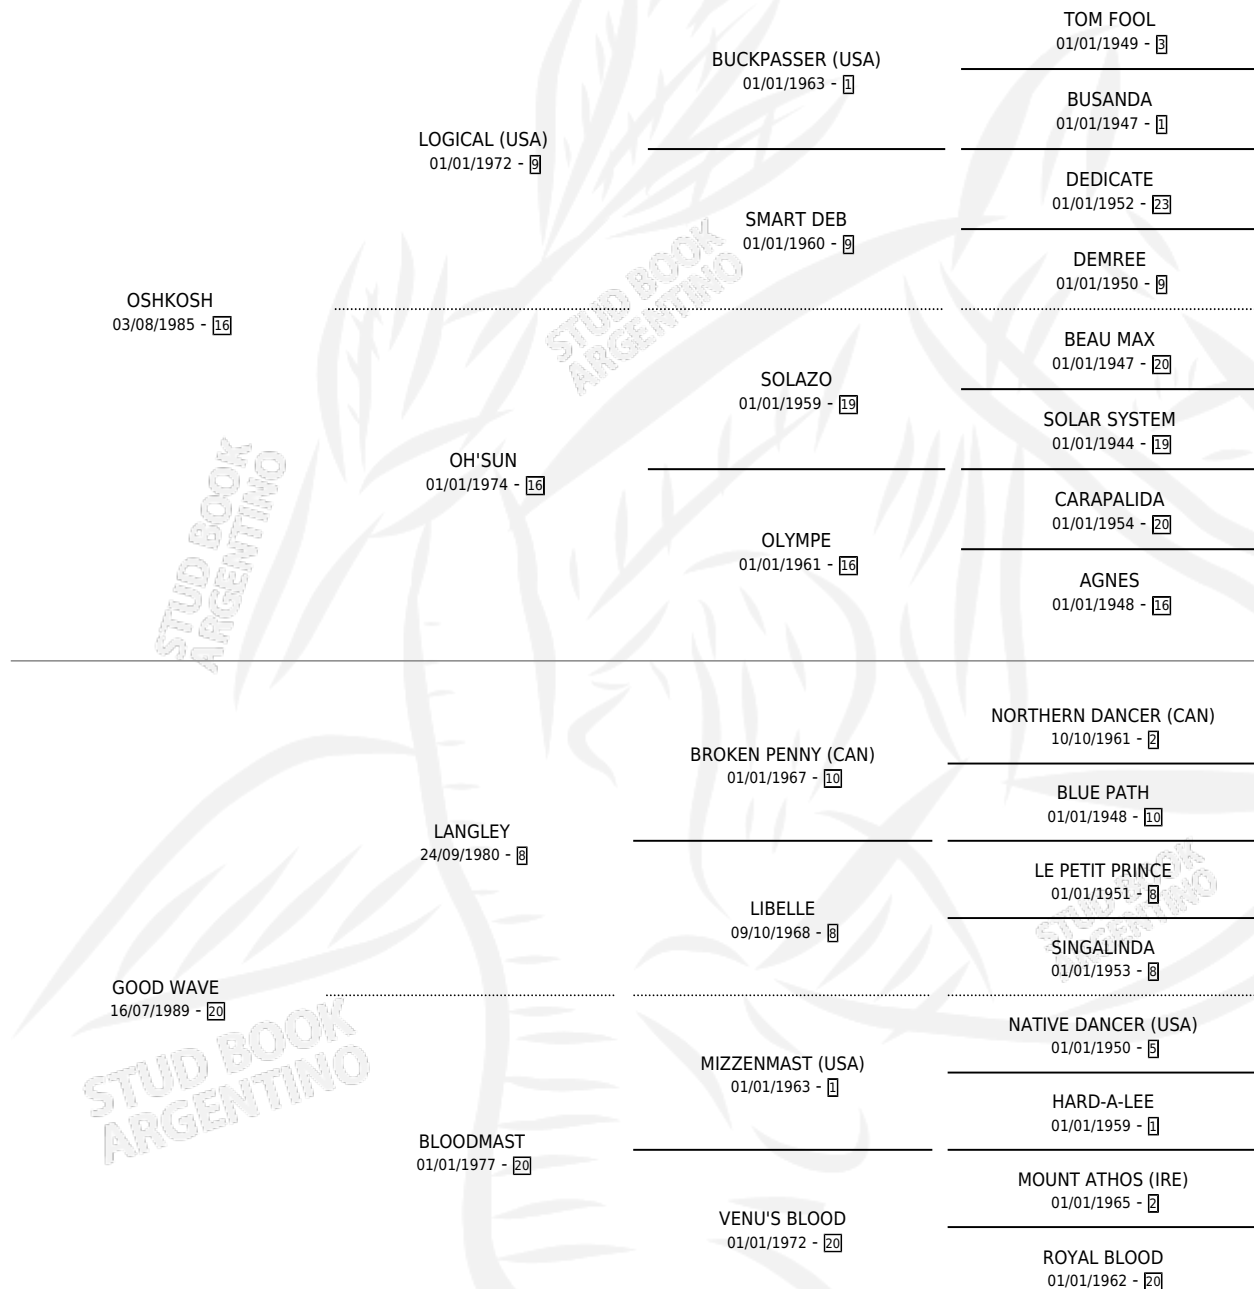 TOM FOOL
01/01/1949 - 3
BUCKPASSER (USA)
01/01/1963 - 1
BUSANDA
01/01/1947 - 1
LOGICAL (USA)
01/01/1972 - 9
DEDICATE
01/01/1952 - 23
SMART DEB
01/01/1960 - 9
DEMREE
01/01/1950 - 9
OSHKOSH
03/08/1985 - 16
BEAU MAX
01/01/1947 - 20
SOLAZO
01/01/1959 - 19
SOLAR SYSTEM
01/01/1944 - 19
OH'SUN
01/01/1974 - 16
CARAPALIDA
01/01/1954 - 20
OLYMPE
01/01/1961 - 16
AGNES
01/01/1948 - 16
NORTHERN DANCER (CAN)
10/10/1961 - 2
BROKEN PENNY (CAN)
01/01/1967 - 10
BLUE PATH
01/01/1948 - 10
LANGLEY
24/09/1980 - 8
LE PETIT PRINCE
01/01/1951 - 8
LIBELLE
09/10/1968 - 8
SINGALINDA
01/01/1953 - 8
GOOD WAVE
16/07/1989 - 20
NATIVE DANCER (USA)
01/01/1950 - 5
MIZZENMAST (USA)
01/01/1963 - 1
HARD-A-LEE
01/01/1959 - 1
BLOODMAST
01/01/1977 - 20
MOUNT ATHOS (IRE)
01/01/1965 - 2
VENU'S BLOOD
01/01/1972 - 20
ROYAL BLOOD
01/01/1962 - 20
STUD BOOK
ARGENTINO
STUD BOOK
ARGENTINO
STUD BOOK
ARGENTINO
STUD BOOK
ARGENTINO